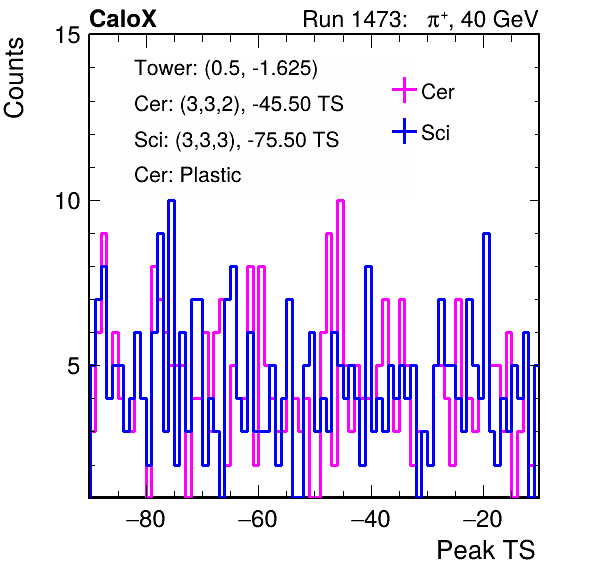 CaloX Run 1473: π⁺, 40 GeV
Counts
15
10
5
Tower: (0.5, -1.625)
Cer: (3,3,2), -45.50 TS
Sci: (3,3,3), -75.50 TS
Cer: Plastic
Cer
Sci
−80 −60 −40 −20
Peak TS